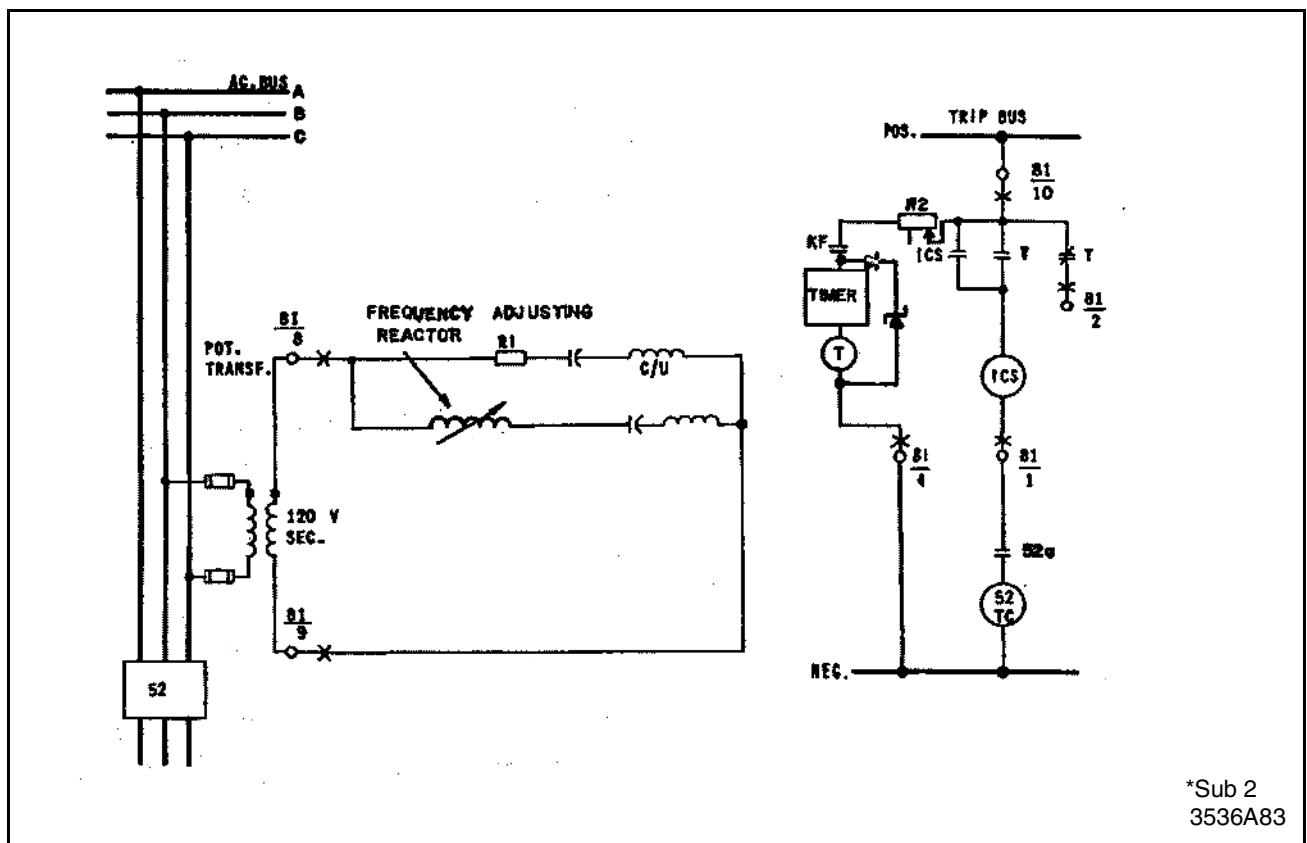 AC. BUS A
B
C
POT.
TRANSF.
81
8
FREQUENCY ADJUSTING
REACTOR
R1
C/U
120 V
SEC.
81
9
52
TRIP BUS
POS.
81
10
R2
KF
ICS
T
T
TIMER
81
2
T
ICS
81
4
81
1
52a
52
TC
NEG.
*Sub 2
3536A83